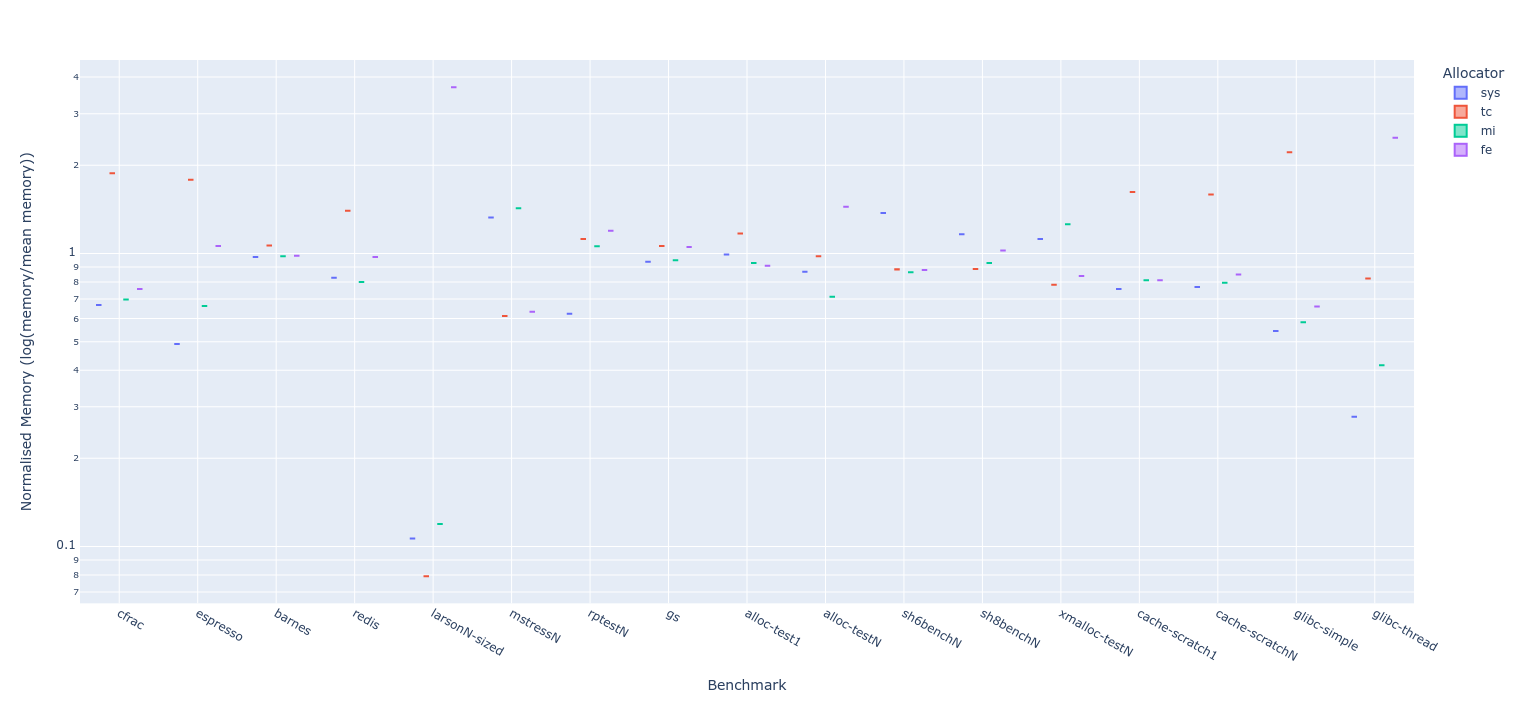 Normalised Memory (log(memory/mean memory))
4
3
2
1
9
8
7
6
5
4
3
2
0.1
9
8
7
cfrac
espresso
barnes
redis
larsonN-sized
mstressN
rptestN
gs
alloc-test1
alloc-testN
sh6benchN
sh8benchN
xmalloc-testN
cache-scratch1
cache-scratchN
glibc-simple
glibc-thread
Benchmark
Allocator
sys
tc
mi
fe